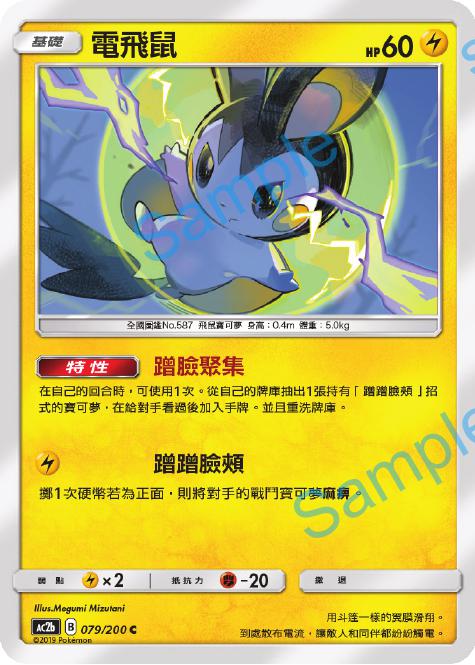 基礎 電飛鼠 HP60
Sample
全國圖鑑No.587 飛鼠寶可夢 身高：0.4m 體重：5.0kg
特性 蹭臉聚集
在自己的回合時，可使用1次。從自己的牌庫抽出1張持有「蹭蹭臉頰」招
式的寶可夢，在給對手看過後加入手牌。並且重洗牌庫。
蹭蹭臉頰
擲1次硬幣若為正面，則將對手的戰鬥寶可夢麻痺。
Sample
弱點 ×2 抵抗力 -20 撤退
Illus.Megumi Mizutani
AC2b B 079/200 C
©2019 Pokémon
用斗篷一樣的翼膜滑翔。
到處散布電流，讓敵人和同伴都紛紛觸電。